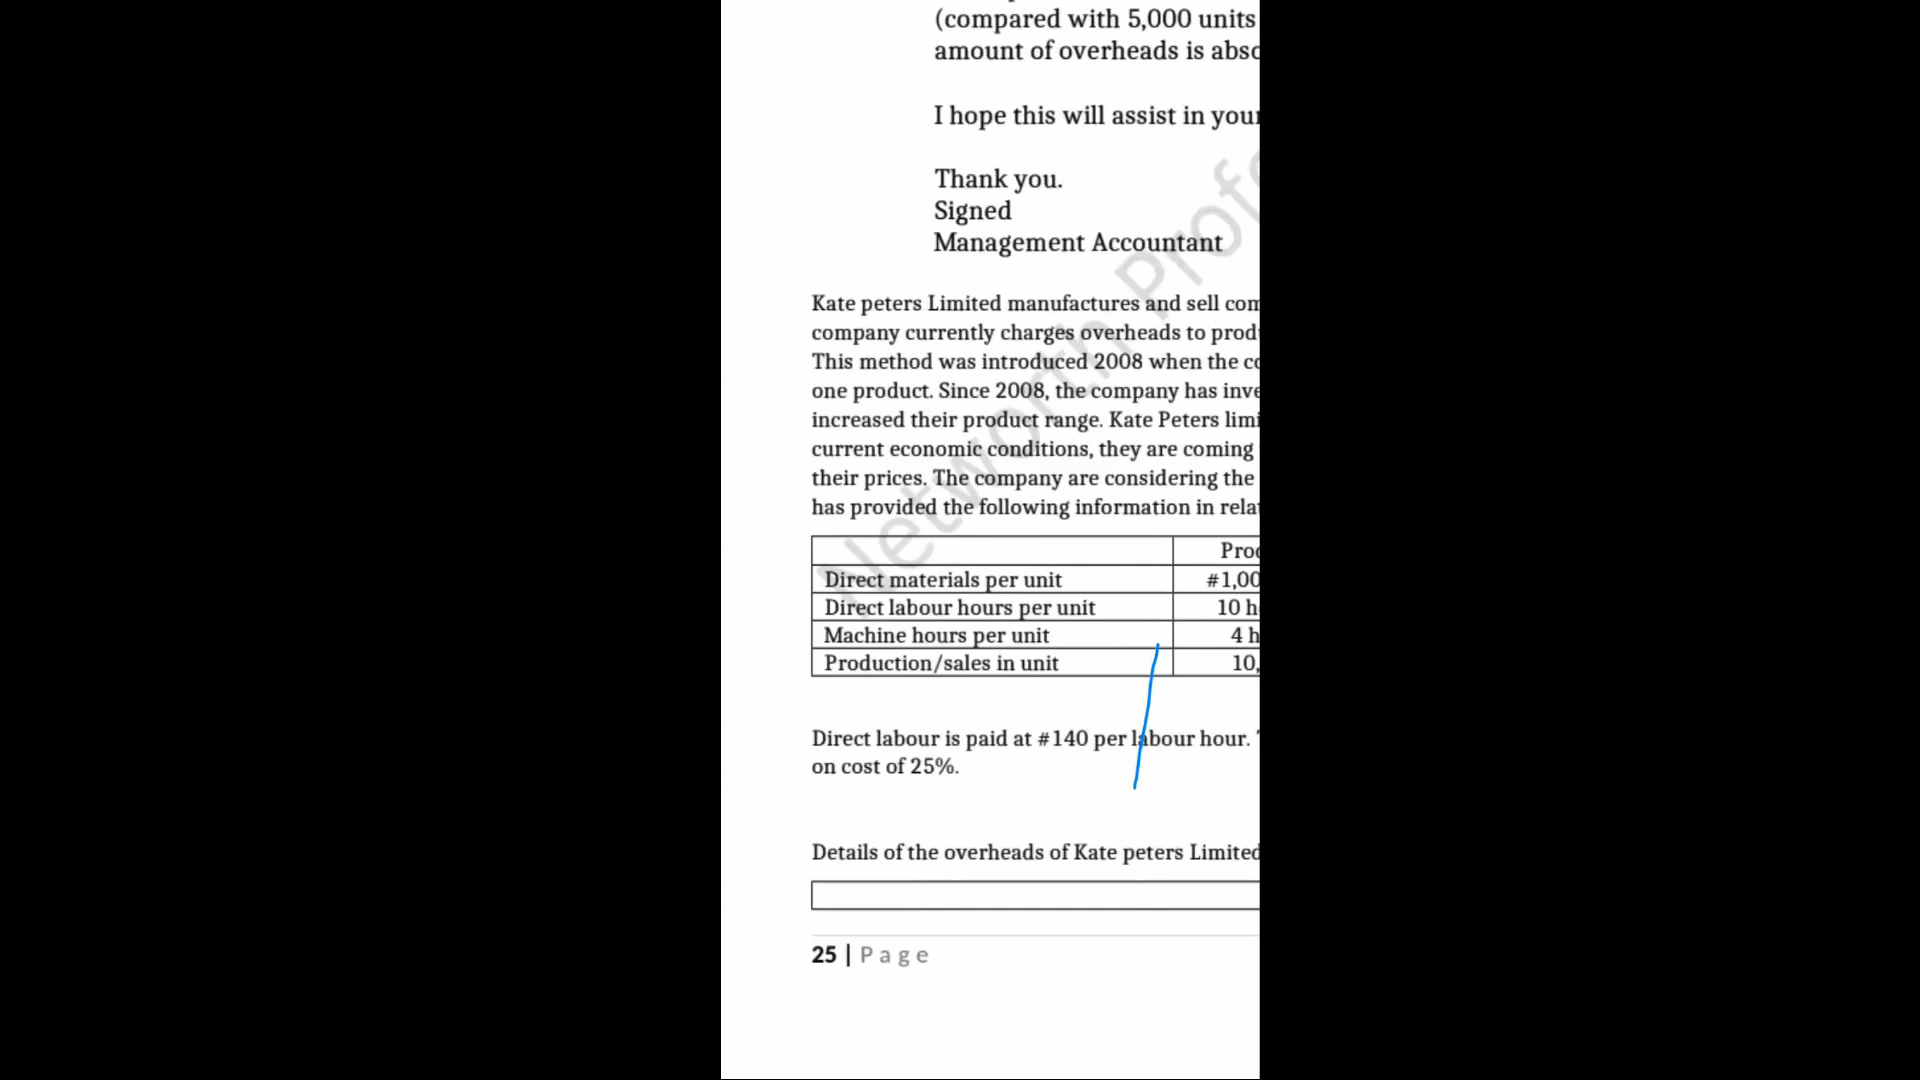 (compared with 5,000 units
amount of overheads is abso
I hope this will assist in your
Thank you.
Signed
Management Accountant
Kate peters Limited manufactures and sell com
company currently charges overheads to prod
This method was introduced 2008 when the co
one product. Since 2008, the company has inve
increased their product range. Kate Peters limi
current economic conditions, they are coming
their prices. The company are considering the
has provided the following information in rela
Prod
Direct materials per unit #1,00
Direct labour hours per unit 10 h
Machine hours per unit 4 h
Production/sales in unit 10,
Direct labour is paid at #140 per labour hour.
on cost of 25%.
Details of the overheads of Kate peters Limited
25 | Page
Networth Profe